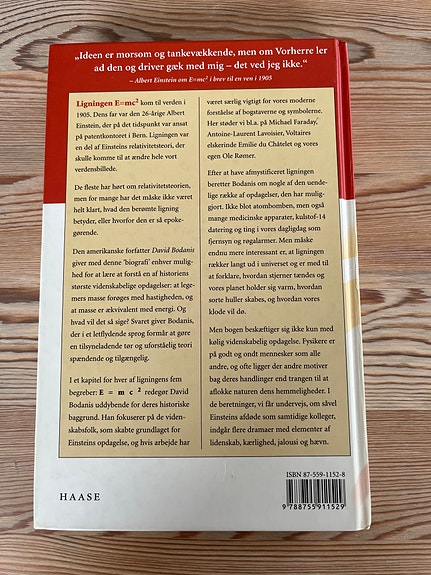 „Ideen er morsom og tankevækkende, men om Vorherre ler
ad den og driver gæk med mig – det ved jeg ikke.“
– Albert Einstein om E=mc² i brev til en ven i 1905
Ligningen E=mc² kom til verden i
1905. Dens far var den 26-årige Albert
Einstein, der på det tidspunkt var ansat
på patentkontoret i Bern. Ligningen var
en del af Einsteins relativitetsteori, der
skulle komme til at ændre hele vort
verdensbillede.
De fleste har hørt om relativitetsteorien,
men for mange har det måske ikke været
helt klart, hvad den berømte ligning
betyder, eller hvorfor den er så epoke-
gørende.
Den amerikanske forfatter David Bodanis
giver med denne 'biografi' enhver mulig-
hed for at lære at forstå en af historiens
største videnskabelige opdagelser: at lege-
mers masse forøges med hastigheden, og
at masse er ækvivalent med energi. Og
hvad vil det så sige? Svaret giver Bodanis,
der i et letflydende sprog formår at gøre
en tilsyneladende tør og uforståelig teori
spændende og tilgængelig.
I et kapitel for hver af ligningens fem
begreber: E = m c ² redegør David
Bodanis uddybende for deres historiske
baggrund. Han fokuserer på de viden-
skabsfolk, som skabte grundlaget for
Einsteins opdagelse, og hvis arbejde har
været særlig vigtigt for vores moderne
forståelse af bogstaverne og symbolerne.
Her støder vi bl.a. på Michael Faraday,
Antoine-Laurent Lavoisier, Voltaires
elskerinde Emilie du Châtelet og vores
egen Ole Rømer.
Efter at have afmystificeret ligningen
beretter Bodanis om nogle af den uende-
lige række af opdagelser, den har mulig-
gjort. Ikke blot atombomben, men også
mange medicinske apparater, kulstof-14
datering og ting i vores dagligdag som
fjernsyn og røgalarmer. Men måske
endnu mere interessant er, at ligningen
rækker langt ud i universet og er med til
at forklare, hvordan stjerner tændes og
vores planet holder sig varm, hvordan
sorte huller skabes, og hvordan vores
klode vil dø.
Men bogen beskæftiger sig ikke kun med
kølig videnskabelig opdagelse. Fysikere er
på godt og ondt mennesker som alle
andre, og ofte ligger der andre motiver
bag deres handlinger end trangen til at
aflokke naturen dens hemmeligheder. I
de beretninger, vi får undervejs, om såvel
Einsteins afdøde som samtidige kolleger,
indgår flere dramaer med elementer af
lidenskab, kærlighed, jalousi og hævn.
ISBN 87-559-1152-8
9 788755 911529
HAASE